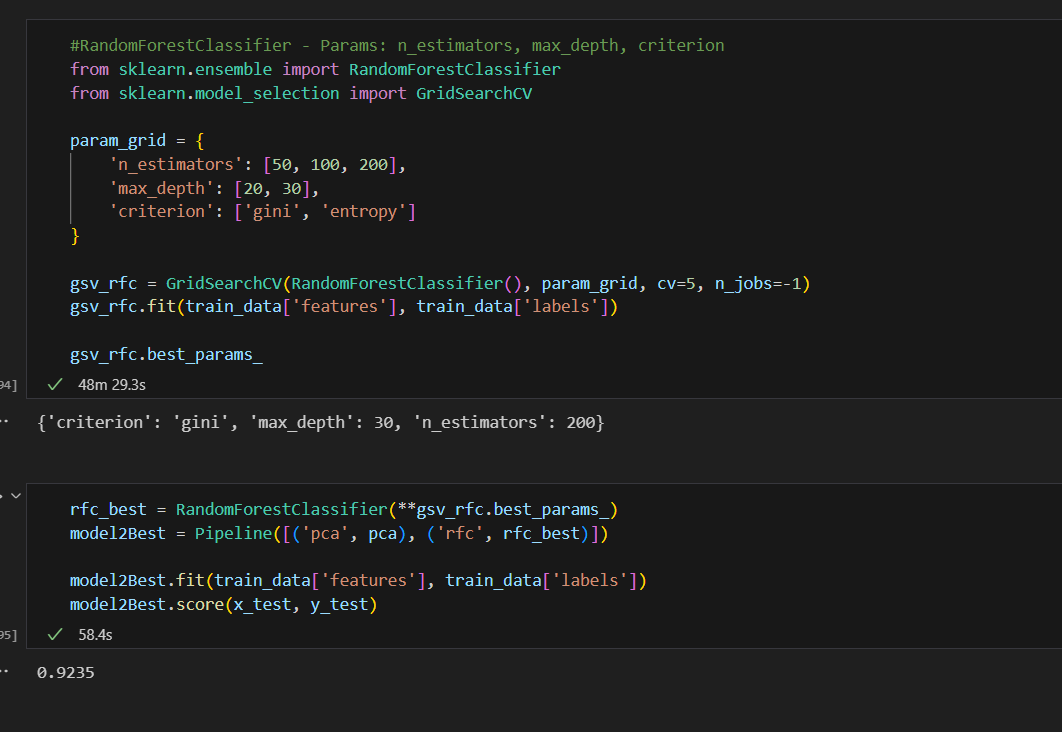 #RandomForestClassifier - Params: n_estimators, max_depth, criterion
from sklearn.ensemble import RandomForestClassifier
from sklearn.model_selection import GridSearchCV
param_grid = {
'n_estimators': [50, 100, 200],
'max_depth': [20, 30],
'criterion': ['gini', 'entropy']
}
gsv_rfc = GridSearchCV(RandomForestClassifier(), param_grid, cv=5, n_jobs=-1)
gsv_rfc.fit(train_data['features'], train_data['labels'])
gsv_rfc.best_params_
94] 48m 29.3s
{'criterion': 'gini', 'max_depth': 30, 'n_estimators': 200}
rfc_best = RandomForestClassifier(**gsv_rfc.best_params_)
model2Best = Pipeline([('pca', pca), ('rfc', rfc_best)])
model2Best.fit(train_data['features'], train_data['labels'])
model2Best.score(x_test, y_test)
95] 58.4s
0.9235